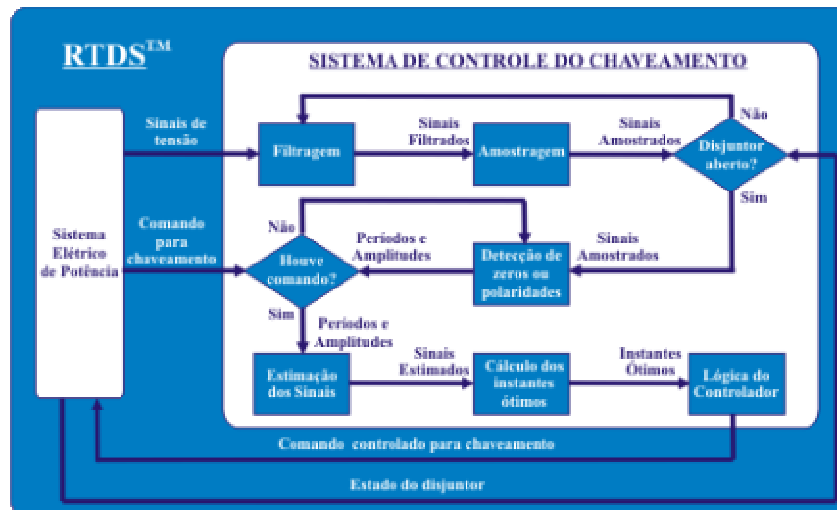 RTDS™
SISTEMA DE CONTROLE DO CHAVEAMENTO
Sinais de
tensão
Filtragem
Sinais
Filtrados
Amostragem
Sinais
Amostrados
Não
Disjuntor
aberto?
Sim
Sistema
Elétrico
de Potência
Comando
para
chaveamento
Não
Houve
comando?
Sim
Períodos e
Amplitudes
Detecção de
zeros ou
polaridades
Sinais
Amostrados
Períodos e
Amplitudes
Estimação
dos Sinais
Sinais
Estimados
Cálculo dos
instantes
ótimos
Instantes
Ótimos
Lógica do
Controlador
Comando controlado para chaveamento
Estado do disjuntor